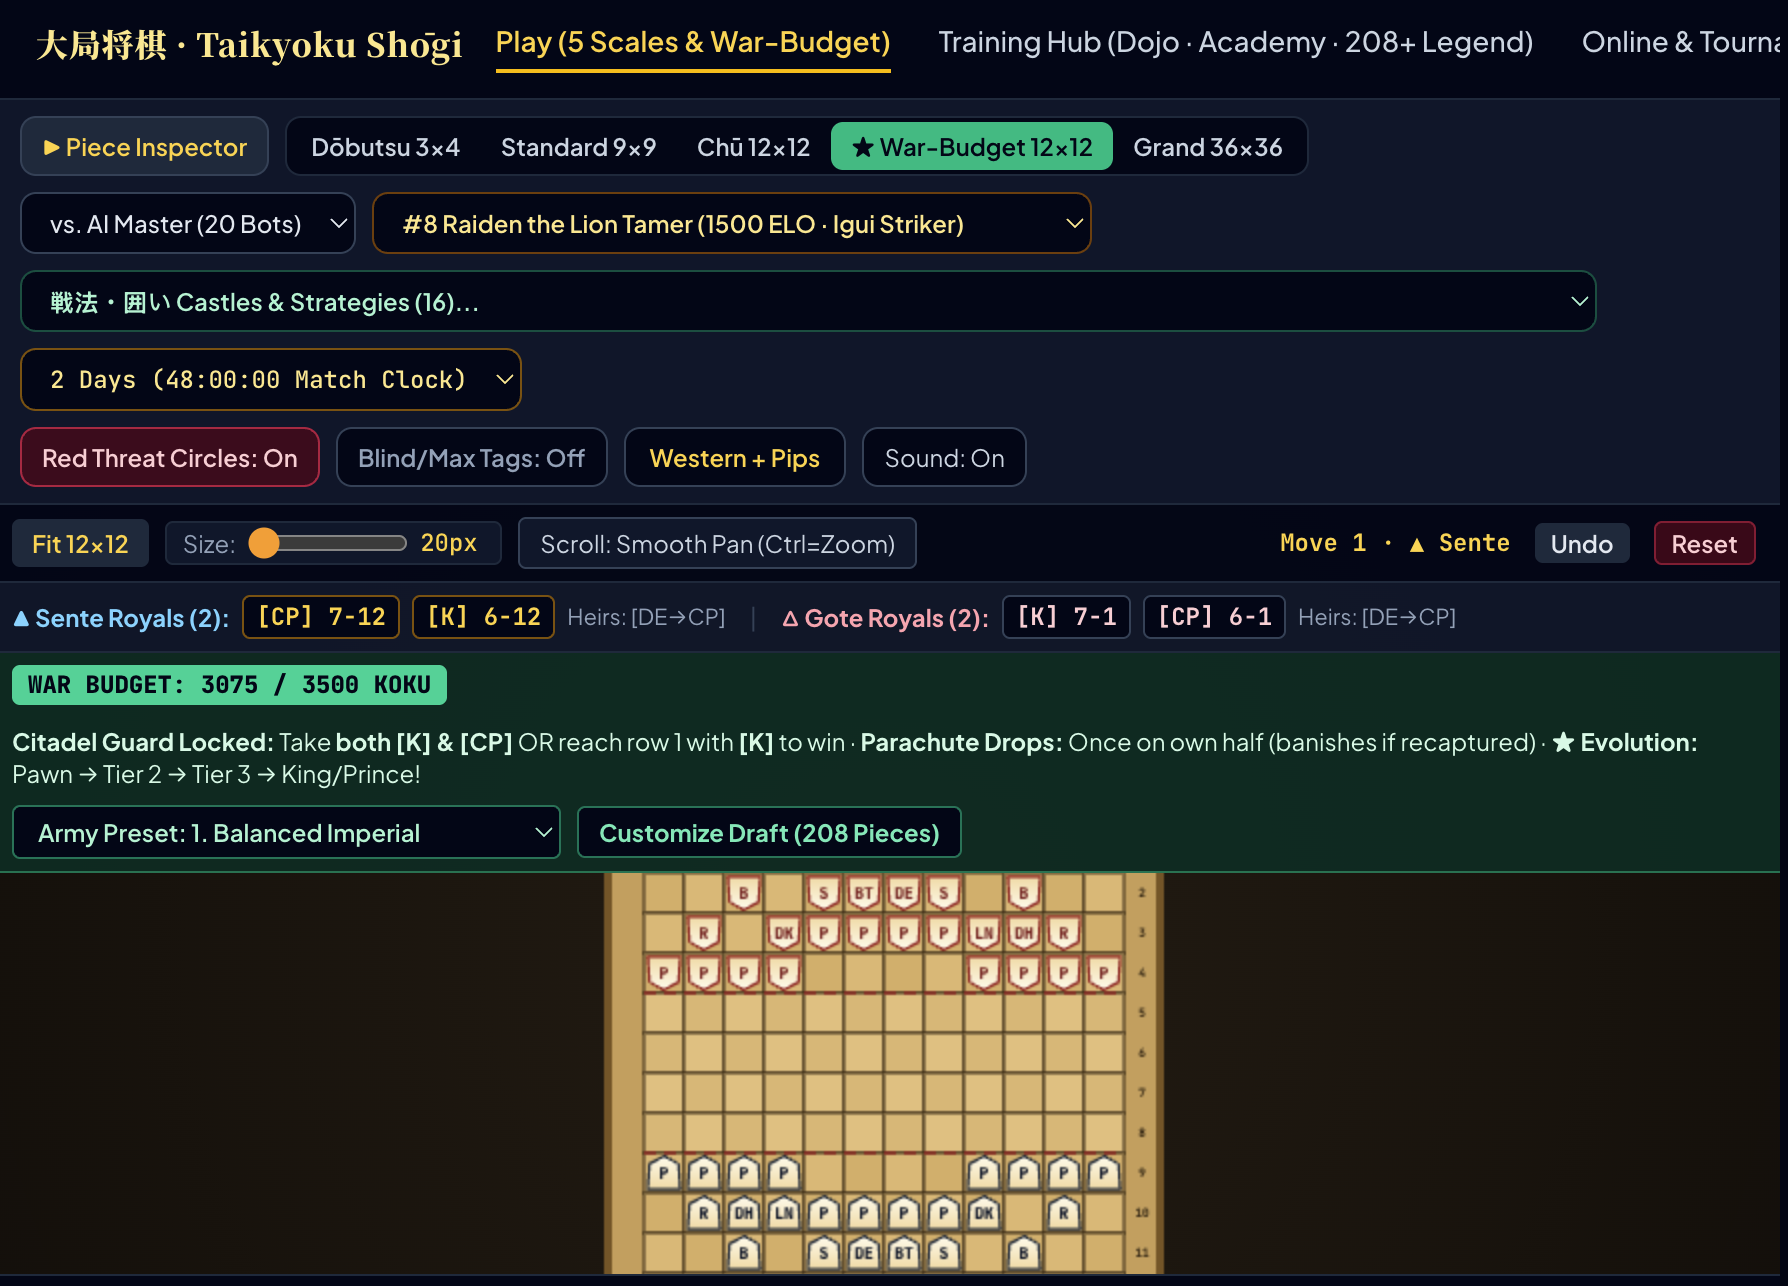 大局将棋 · Taikyoku Shōgi Play (5 Scales & War-Budget) Training Hub (Dojo · Academy · 208+ Legend) Online & Tourna
▶ Piece Inspector Dōbutsu 3×4 Standard 9×9 Chū 12×12 ★ War-Budget 12×12 Grand 36×36
vs. AI Master (20 Bots) #8 Raiden the Lion Tamer (1500 ELO · Igui Striker)
戦法・囲い Castles & Strategies (16)...
2 Days (48:00:00 Match Clock)
Red Threat Circles: On Blind/Max Tags: Off Western + Pips Sound: On
Fit 12×12 Size: 20px Scroll: Smooth Pan (Ctrl=Zoom) Move 1 · ▲ Sente Undo Reset
▲ Sente Royals (2): [CP] 7-12 [K] 6-12 Heirs: [DE→CP] | △ Gote Royals (2): [K] 7-1 [CP] 6-1 Heirs: [DE→CP]
WAR BUDGET: 3075 / 3500 KOKU
Citadel Guard Locked: Take both [K] & [CP] OR reach row 1 with [K] to win · Parachute Drops: Once on own half (banishes if recaptured) · ★ Evolution:
Pawn → Tier 2 → Tier 3 → King/Prince!
Army Preset: 1. Balanced Imperial Customize Draft (208 Pieces)
B S BT DE S B 2
R DK P P P P LN DH R 3
P P P P P P P P 4
5
6
7
8
P P P P P P P P 9
R DH LN P P P P DK R 10
B S DE BT S B 11